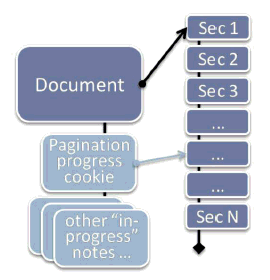 Document
Pagination
progress
cookie
other “in-
progress”
notes ...
Sec 1
Sec 2
Sec 3
...
...
...
Sec N